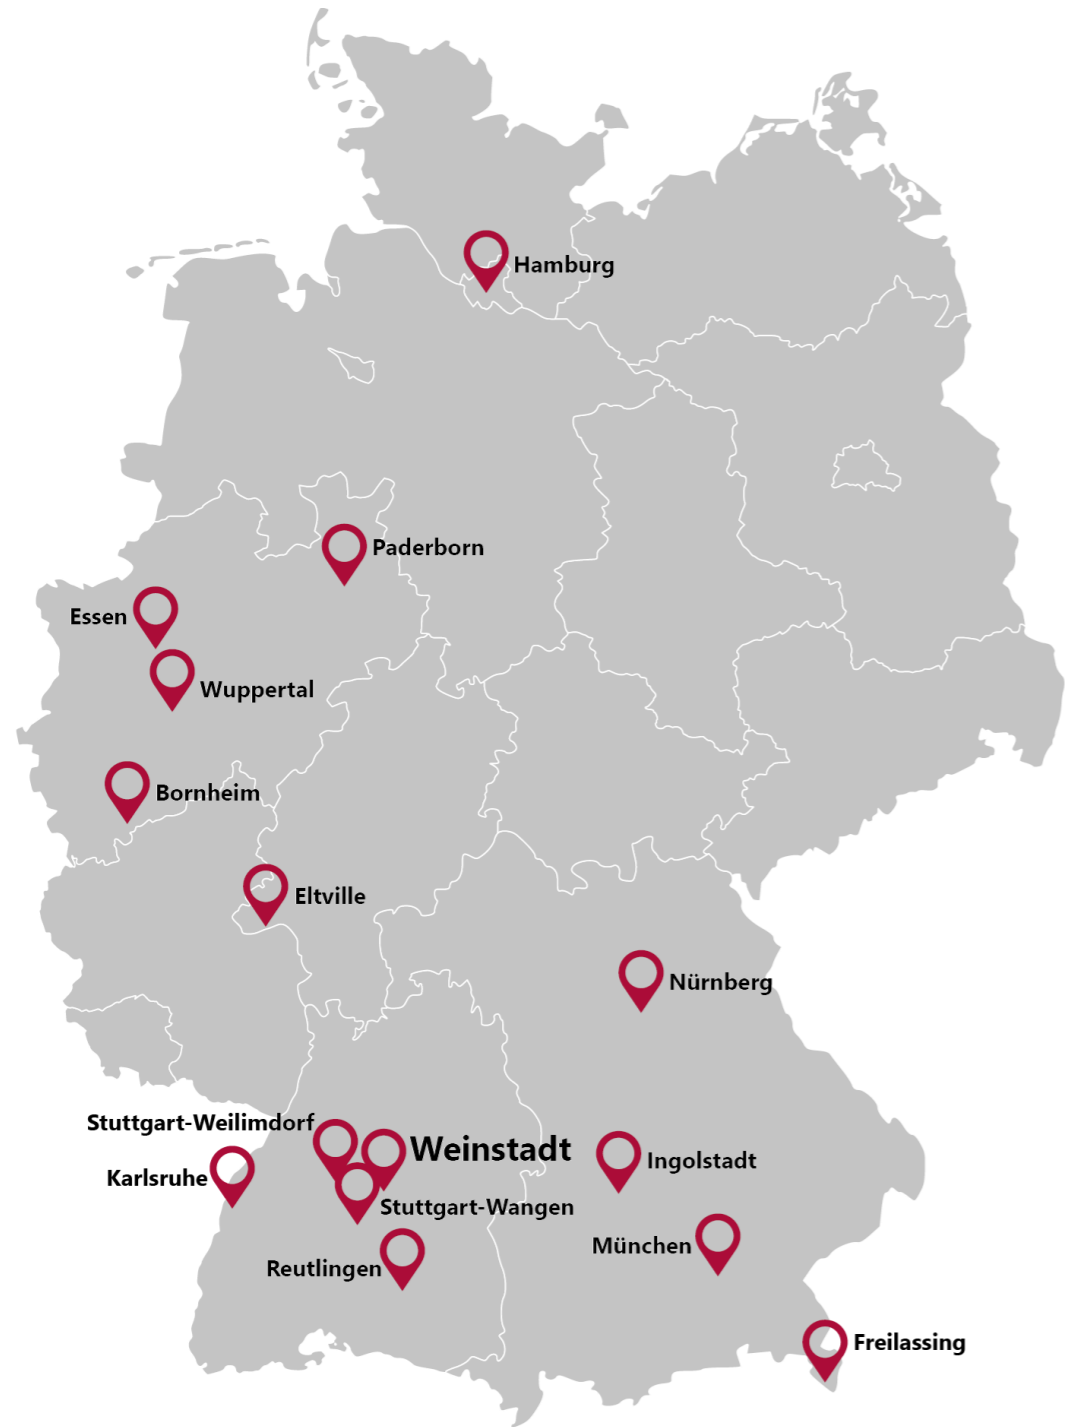 Hamburg
Paderborn
Essen
Wuppertal
Bornheim
Eltville
Nürnberg
Stuttgart-Weilimdorf
Weinstadt
Ingolstadt
Karlsruhe
Stuttgart-Wangen
München
Reutlingen
Freilassing